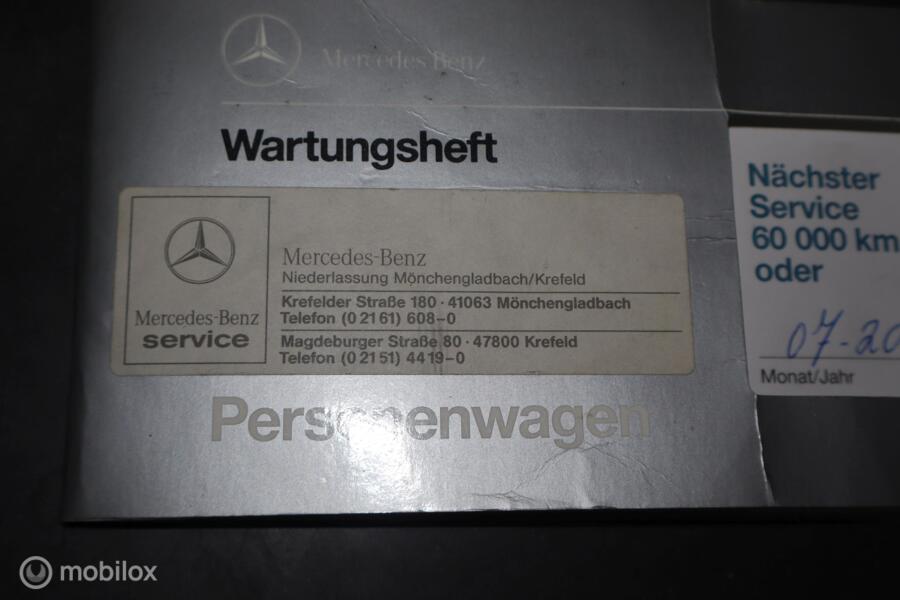 Mercedes-Benz
Wartungsheft
Mercedes-Benz
Niederlassung Mönchengladbach/Krefeld
Krefelder Straße 180 · 41063 Mönchengladbach
Telefon (0 21 61) 608-0
Magdeburger Straße 80 · 47800 Krefeld
Telefon (0 21 51) 44 19-0
Mercedes-Benz
service
Personenwagen
Nächster
Service
60 000 km
oder
07-20
Monat/Jahr
mobilox